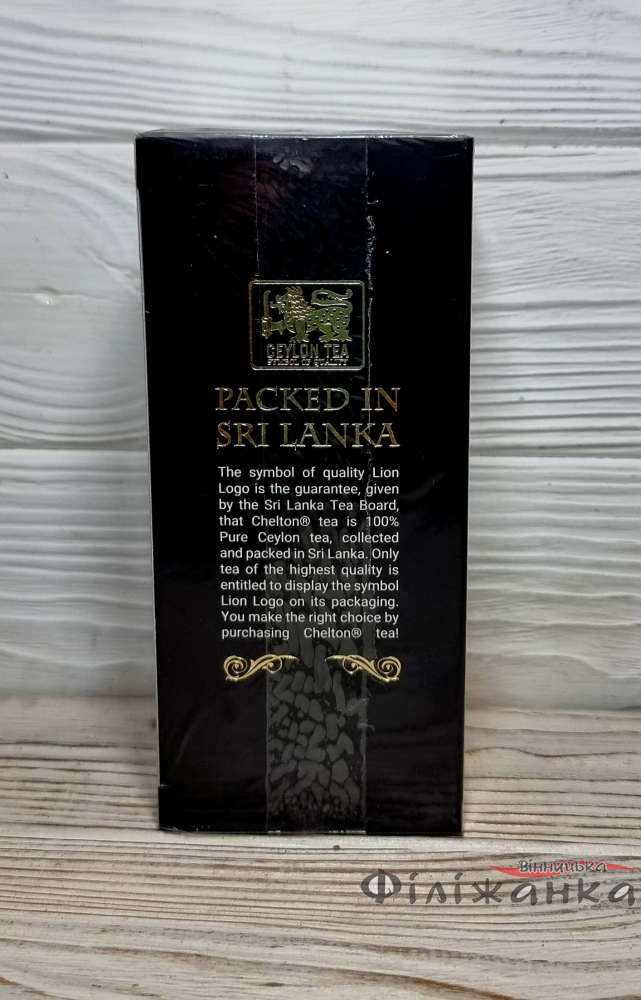 CEYLON TEA
SYMBOL OF QUALITY
PACKED IN
SRI LANKA
The symbol of quality Lion
Logo is the guarantee, given
by the Sri Lanka Tea Board,
that Chelton® tea is 100%
Pure Ceylon tea, collected
and packed in Sri Lanka. Only
tea of the highest quality is
entitled to display the symbol
Lion Logo on its packaging.
You make the right choice by
purchasing Chelton® tea!
Вінницька
Філіжанка